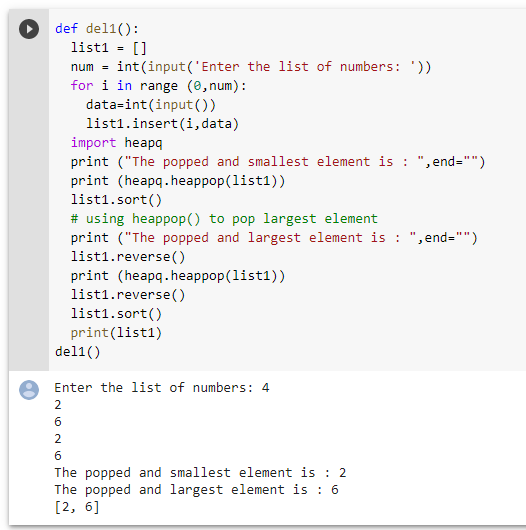 def del1():
  list1 = []
  num = int(input('Enter the list of numbers: '))
  for i in range (0,num):
    data=int(input())
    list1.insert(i,data)
  import heapq
  print ("The popped and smallest element is : ",end="")
  print (heapq.heappop(list1))
  list1.sort()
  # using heappop() to pop largest element
  print ("The popped and largest element is : ",end="")
  list1.reverse()
  print (heapq.heappop(list1))
  list1.reverse()
  list1.sort()
  print(list1)
del1()
Enter the list of numbers: 4
2
6
2
6
The popped and smallest element is : 2
The popped and largest element is : 6
[2, 6]